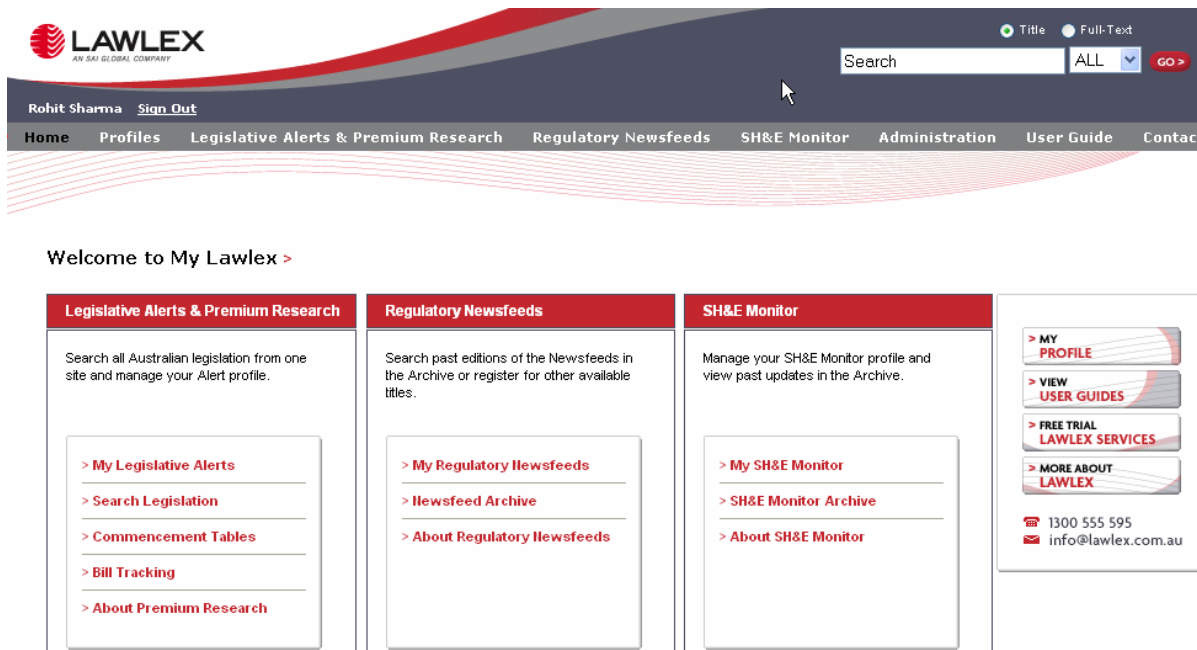 LAWLEX
AN SAI GLOBAL COMPANY
Title Full-Text
Search ALL GO >
Rohit Sharma Sign Out
Home Profiles Legislative Alerts & Premium Research Regulatory Newsfeeds SH&E Monitor Administration User Guide Contac
Welcome to My Lawlex >
Legislative Alerts & Premium Research
Search all Australian legislation from one
site and manage your Alert profile.
> My Legislative Alerts
> Search Legislation
> Commencement Tables
> Bill Tracking
> About Premium Research
Regulatory Newsfeeds
Search past editions of the Newsfeeds in
the Archive or register for other available
titles.
> My Regulatory Newsfeeds
> Newsfeed Archive
> About Regulatory Newsfeeds
SH&E Monitor
Manage your SH&E Monitor profile and
view past updates in the Archive.
> My SH&E Monitor
> SH&E Monitor Archive
> About SH&E Monitor
> MY
PROFILE
> VIEW
USER GUIDES
> FREE TRIAL
LAWLEX SERVICES
> MORE ABOUT
LAWLEX
1300 555 595
info@lawlex.com.au